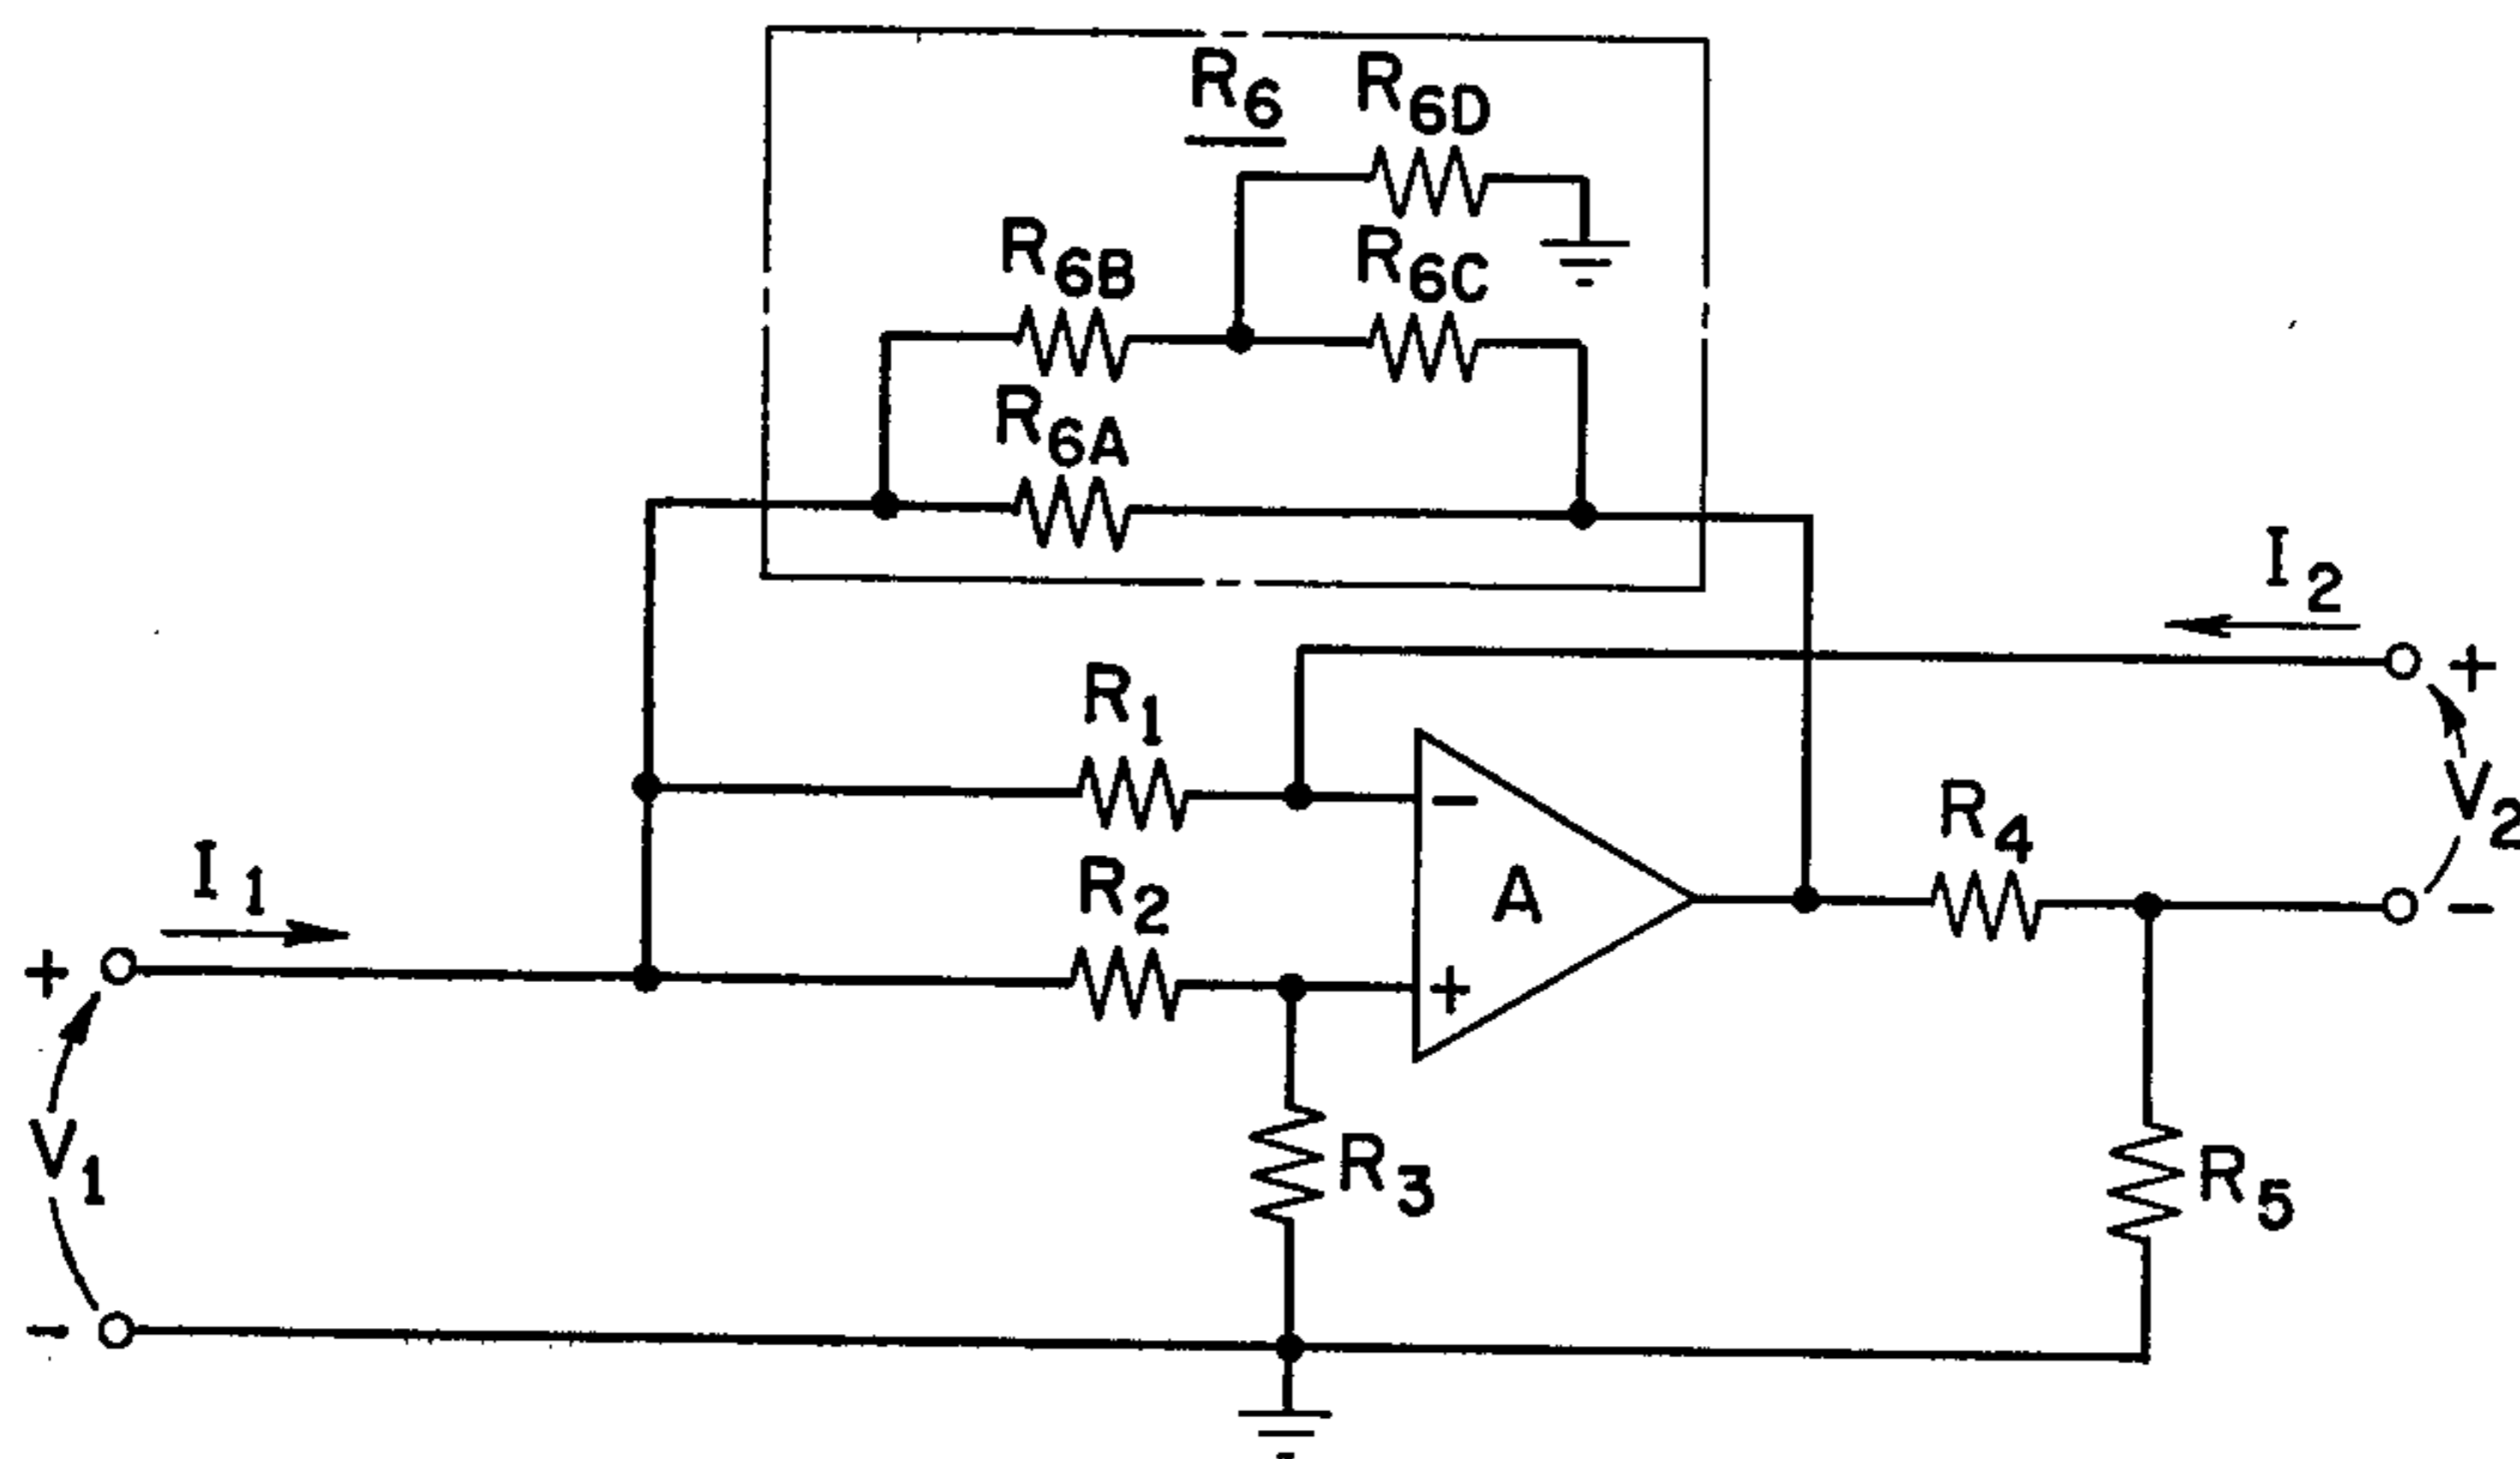 R6 R6D
R6B R6C
R6A
I2
R1 +
R4 V2
I1 R2 − A −
+ +
V1 R3 R5
−